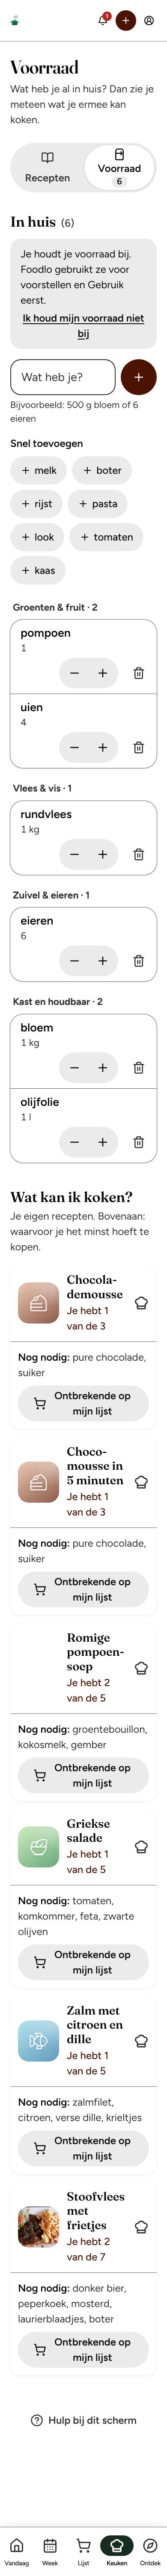 1
Voorraad
Wat heb je al in huis? Dan zie je
meteen wat je ermee kan
koken.
Recepten
Voorraad
6
In huis (6)
Je houdt je voorraad bij.
Foodlo gebruikt ze voor
voorstellen en Gebruik
eerst.
Ik houd mijn voorraad niet
bij
Wat heb je?
Bijvoorbeeld: 500 g bloem of 6
eieren
Snel toevoegen
melk
boter
rijst
pasta
look
tomaten
kaas
Groenten & fruit · 2
pompoen
1
uien
4
Vlees & vis · 1
rundvlees
1 kg
Zuivel & eieren · 1
eieren
6
Kast en houdbaar · 2
bloem
1 kg
olijfolie
1 l
Wat kan ik koken?
Je eigen recepten. Bovenaan:
waarvoor je het minst hoeft te
kopen.
Chocola-
demousse
Je hebt 1
van de 3
Nog nodig: pure chocolade,
suiker
Ontbrekende op
mijn lijst
Choco-
mousse in
5 minuten
Je hebt 1
van de 3
Nog nodig: pure chocolade,
suiker
Ontbrekende op
mijn lijst
Romige
pompoen-
soep
Je hebt 2
van de 5
Nog nodig: groentebouillon,
kokosmelk, gember
Ontbrekende op
mijn lijst
Griekse
salade
Je hebt 1
van de 5
Nog nodig: tomaten,
komkommer, feta, zwarte
olijven
Ontbrekende op
mijn lijst
Zalm met
citroen en
dille
Je hebt 1
van de 5
Nog nodig: zalmfilet,
citroen, verse dille, krieltjes
Ontbrekende op
mijn lijst
Stoofvlees
met
frietjes
Je hebt 2
van de 7
Nog nodig: donker bier,
peperkoek, mosterd,
laurierblaadjes, boter
Ontbrekende op
mijn lijst
Hulp bij dit scherm
Vandaag
Week
Lijst
Keuken
Ontdek